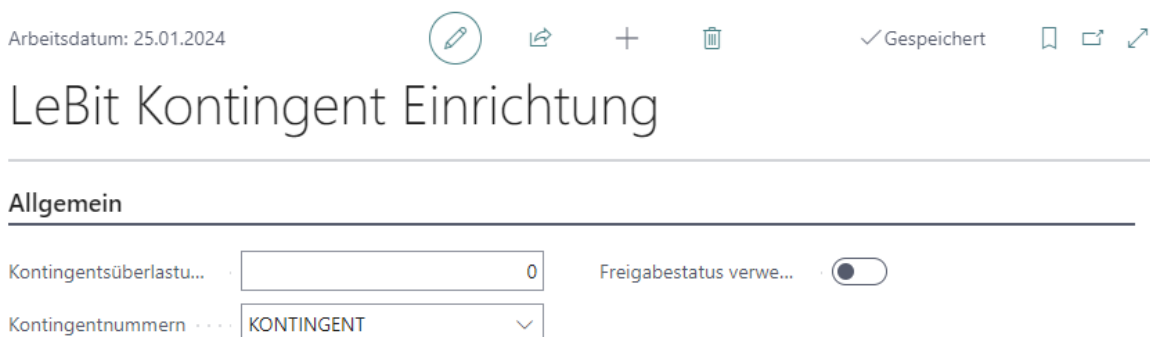 Arbeitsdatum: 25.01.2024
Gespeichert
LeBit Kontingent Einrichtung
Allgemein
Kontingentsüberlastu... 0
Freigabestatus verwe...
Kontingentnummern KONTINGENT